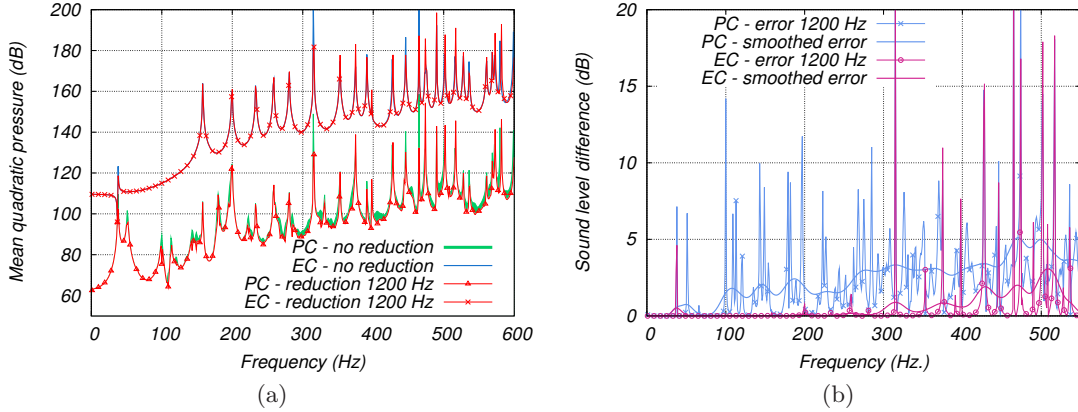 200
180
160
140
120
100
80
60
Mean quadratic pressure (dB)
PC - no reduction
EC - no reduction
PC - reduction 1200 Hz
EC - reduction 1200 Hz
0 100 200 300 400 500 600
Frequency (Hz)
(a)
20
15
10
5
0
Sound level difference (dB)
PC - error 1200 Hz
PC - smoothed error
EC - error 1200 Hz
EC - smoothed error
0 100 200 300 400 500
Frequency (Hz.)
(b)